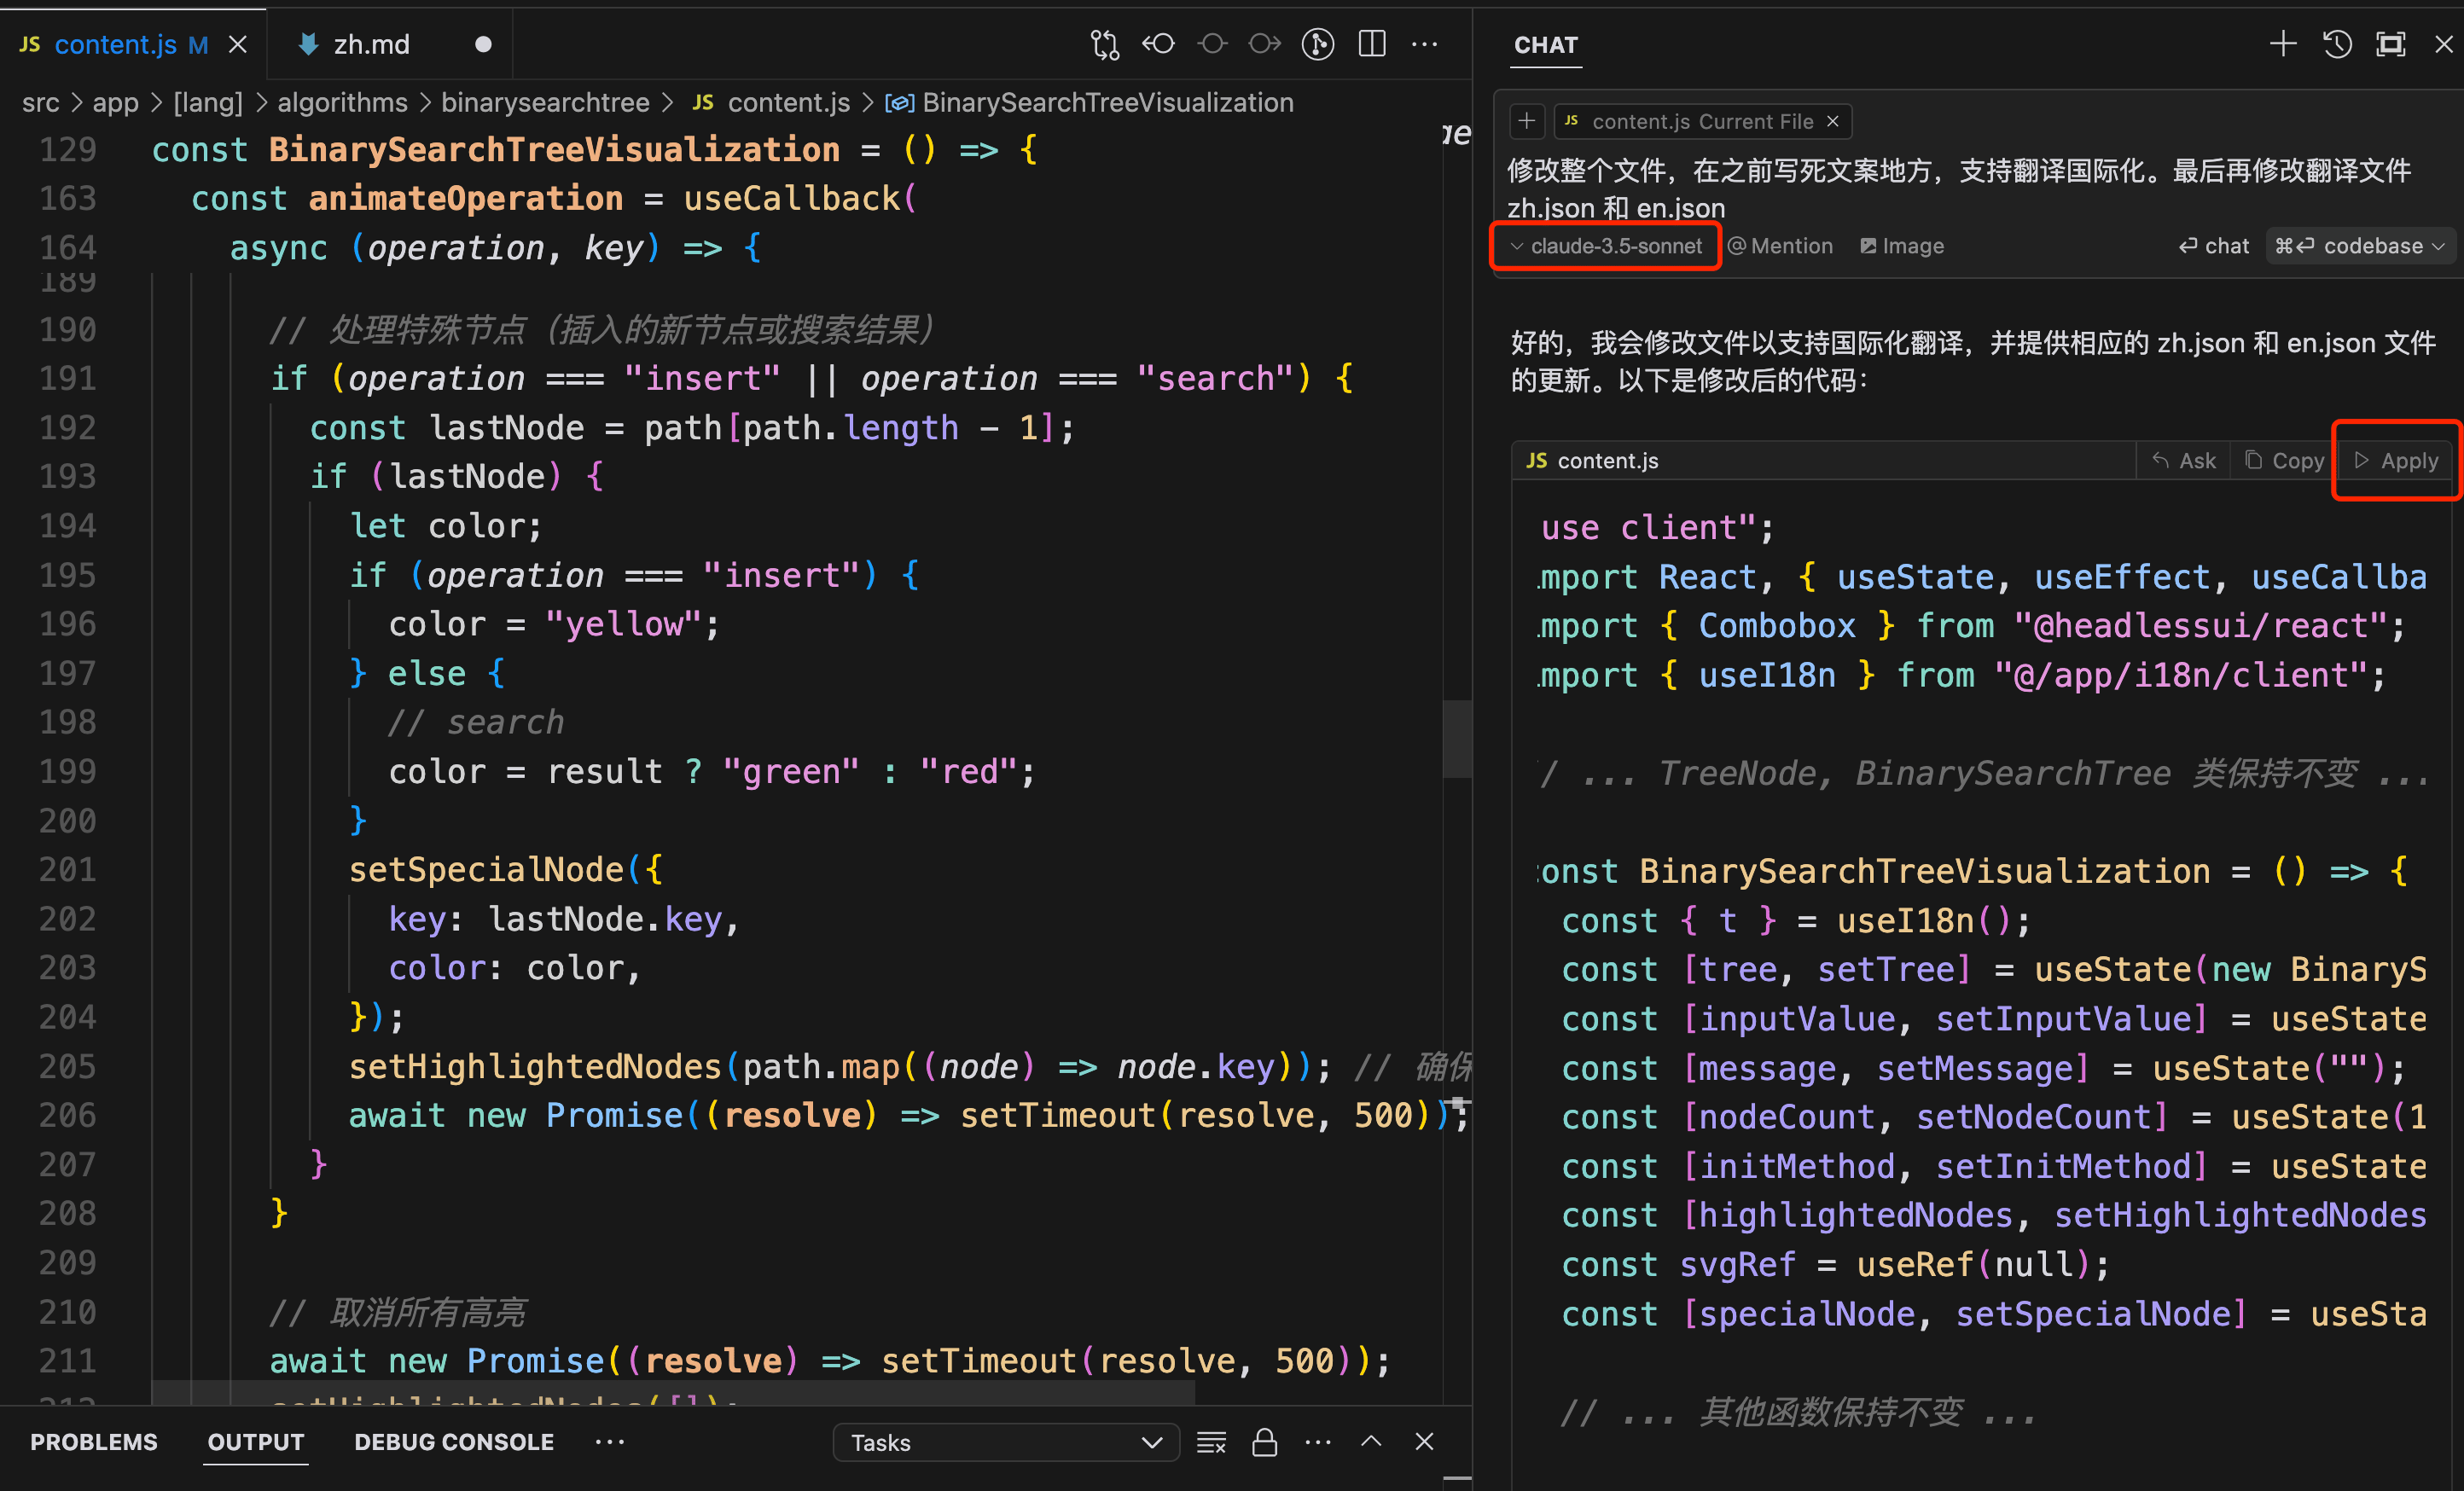 JS content.js M
zh.md
src > app > [lang] > algorithms > binarysearchtree > JS content.js > BinarySearchTreeVisualization
129 const BinarySearchTreeVisualization = () => {
163 const animateOperation = useCallback(
164 async (operation, key) => {
189
190 // 处理特殊节点（插入的新节点或搜索结果）
191 if (operation === "insert" || operation === "search") {
192 const lastNode = path[path.length - 1];
193 if (lastNode) {
194 let color;
195 if (operation === "insert") {
196 color = "yellow";
197 } else {
198 // search
199 color = result ? "green" : "red";
200 }
201 setSpecialNode({
202 key: lastNode.key,
203 color: color,
204 });
205 setHighlightedNodes(path.map((node) => node.key)); // 确保
206 await new Promise((resolve) => setTimeout(resolve, 500));
207 }
208 }
209
210 // 取消所有高亮
211 await new Promise((resolve) => setTimeout(resolve, 500));
212 setHighlightedNodes([]);
PROBLEMS OUTPUT DEBUG CONSOLE ...
Tasks
CHAT
JS content.js Current File
修改整个文件，在之前写死文案地方，支持翻译国际化。最后再修改翻译文件
zh.json 和 en.json
claude-3.5-sonnet @ Mention Image chat ⌘ codebase
好的，我会修改文件以支持国际化翻译，并提供相应的 zh.json 和 en.json 文件
的更新。以下是修改后的代码：
JS content.js Ask Copy Apply
use client";
mport React, { useState, useEffect, useCallba
mport { Combobox } from "@headlessui/react";
mport { useI18n } from "@/app/i18n/client";
/ ... TreeNode, BinarySearchTree 类保持不变 ...
onst BinarySearchTreeVisualization = () => {
const { t } = useI18n();
const [tree, setTree] = useState(new BinaryS
const [inputValue, setInputValue] = useState
const [message, setMessage] = useState("");
const [nodeCount, setNodeCount] = useState(1
const [initMethod, setInitMethod] = useState
const [highlightedNodes, setHighlightedNodes
const svgRef = useRef(null);
const [specialNode, setSpecialNode] = useSta
// ... 其他函数保持不变 ...